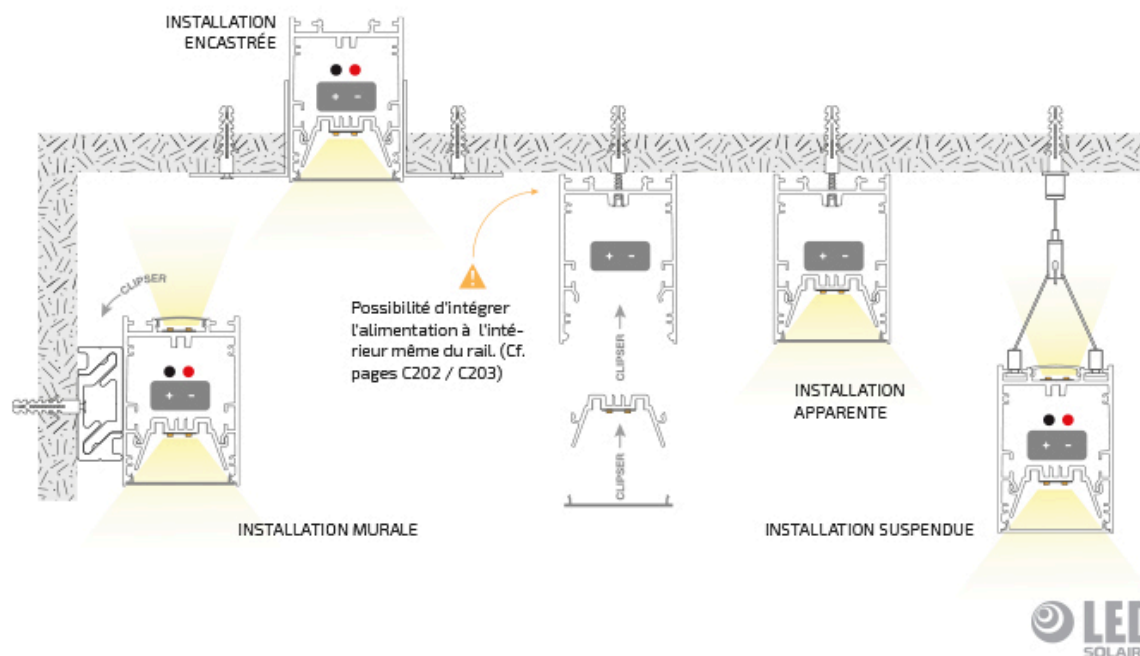 INSTALLATION
ENCASTRÉE
+ -
CLIPSER
+ -
INSTALLATION MURALE
Possibilité d'intégrer
l'alimentation à l'inté-
rieur même du rail. (Cf.
pages C202 / C203)
+ -
CLIPSER
CLIPSER
+ -
INSTALLATION
APPARENTE
+ -
INSTALLATION SUSPENDUE
LED
SOLAIRE